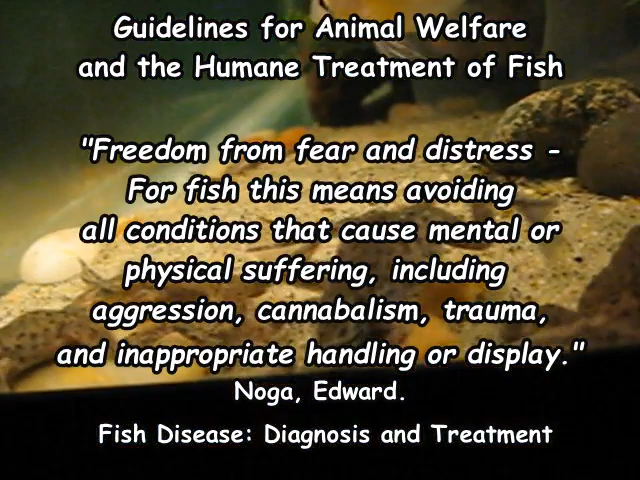 Guidelines for Animal Welfare
and the Humane Treatment of Fish
"Freedom from fear and distress -
For fish this means avoiding
all conditions that cause mental or
physical suffering, including
aggression, cannabalism, trauma,
and inappropriate handling or display."
Noga, Edward.
Fish Disease: Diagnosis and Treatment